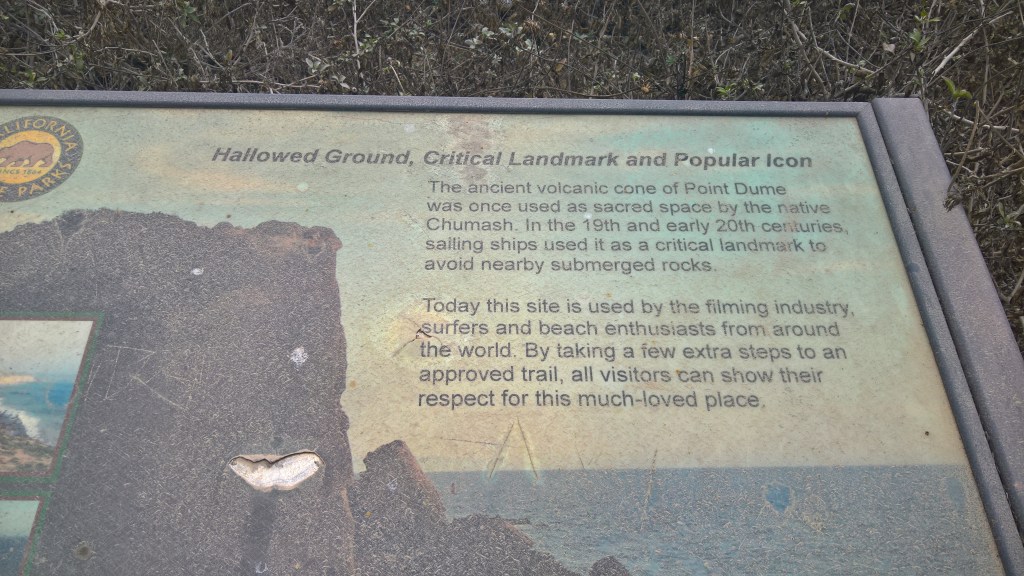 ALIFORNIA
SINCE 1864
E PARKS
Hallowed Ground, Critical Landmark and Popular Icon
The ancient volcanic cone of Point Dume
was once used as sacred space by the native
Chumash. In the 19th and early 20th centuries,
sailing ships used it as a critical landmark to
avoid nearby submerged rocks.
Today this site is used by the filming industry,
surfers and beach enthusiasts from around
the world. By taking a few extra steps to an
approved trail, all visitors can show their
respect for this much-loved place.